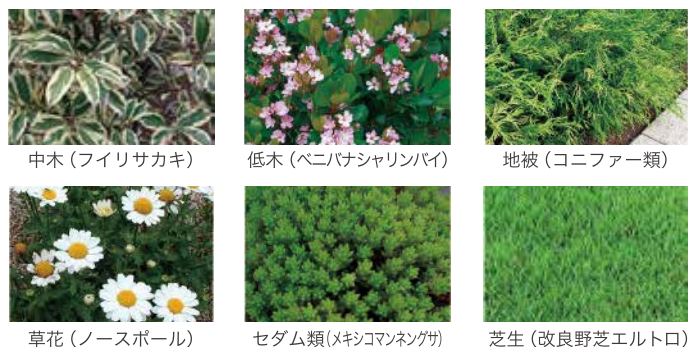 中木（フイリサカキ）
低木（ベニバナシャリンバイ）
地被（コニファー類）
草花（ノースポール）
セダム類（メキシコマンネングサ）
芝生（改良野芝エルトロ）